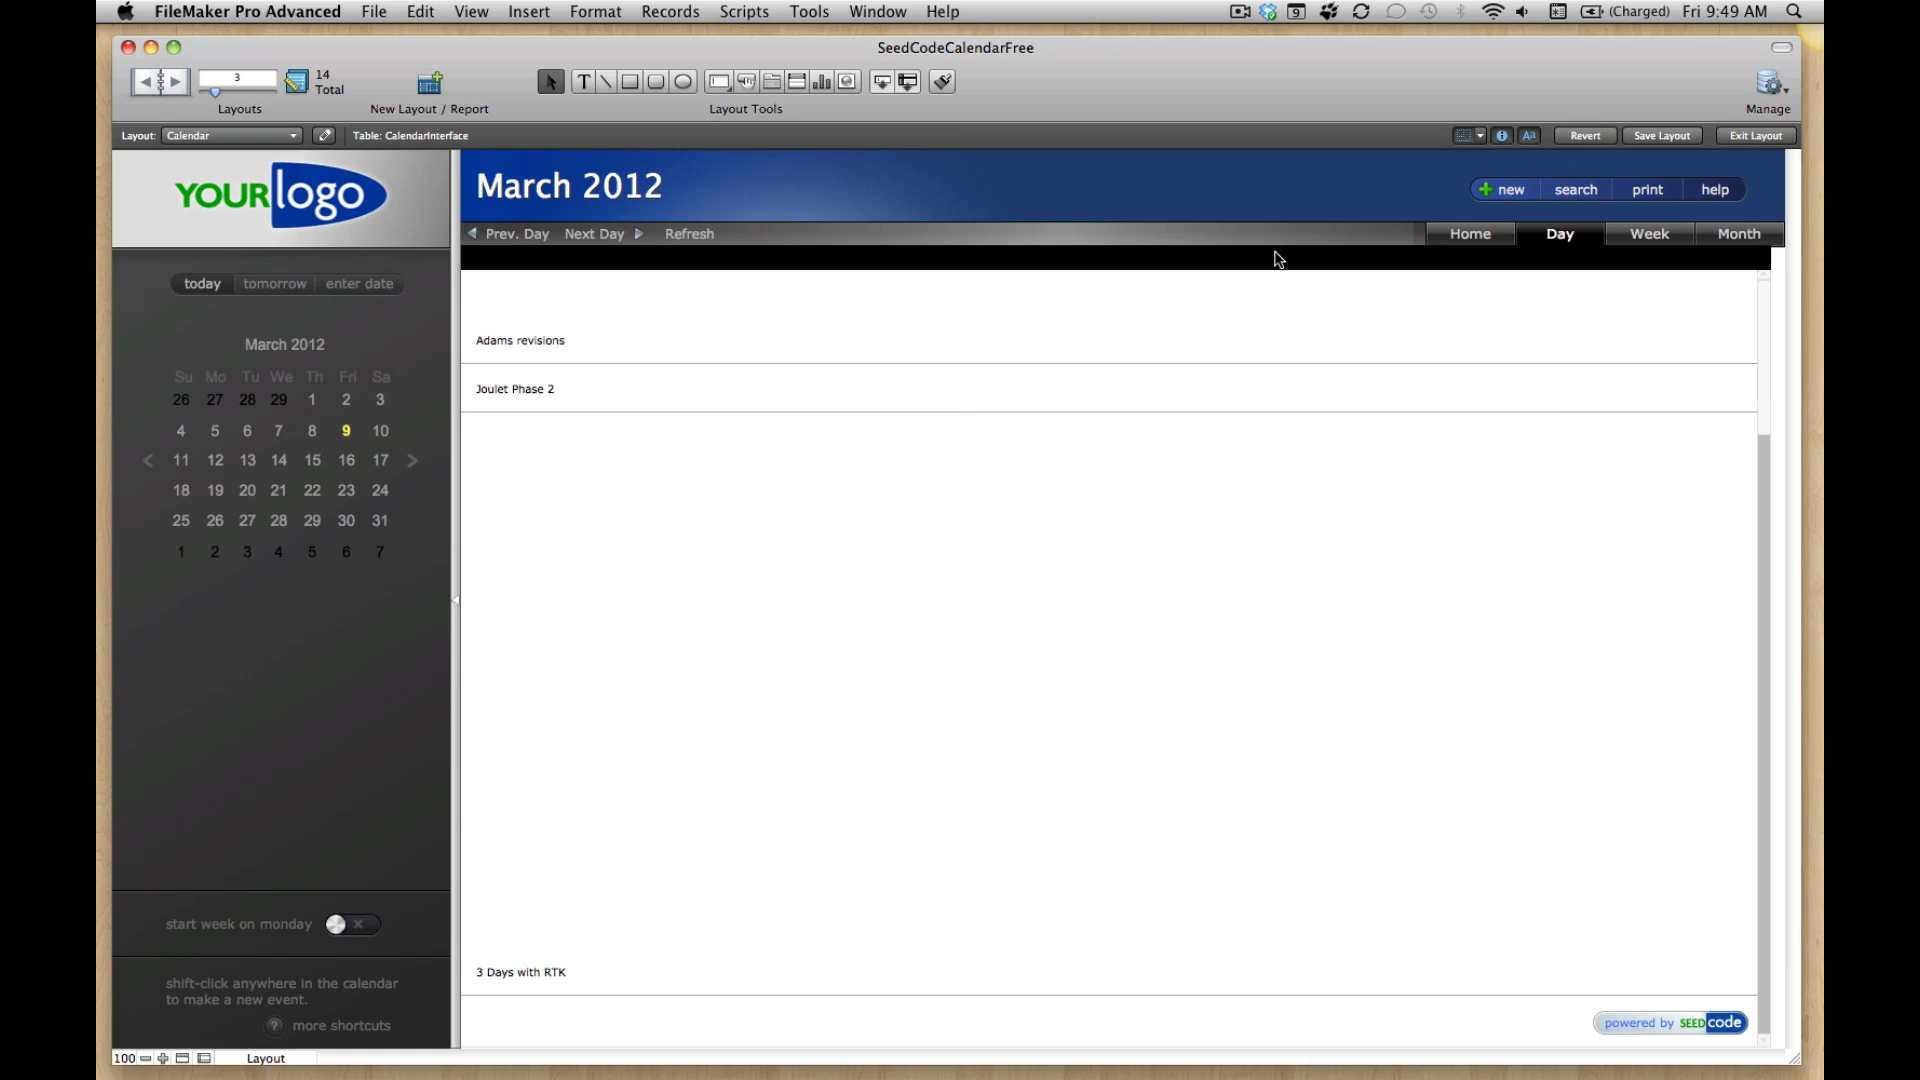 FileMaker Pro Advanced File Edit View Insert Format Records Scripts Tools Window Help 9 (Charged) Fri 9:49 AM
SeedCodeCalendarFree
3 14 Total
Layouts New Layout / Report T Layout Tools Manage
Layout: Calendar Table: CalendarInterface Aa Revert Save Layout Exit Layout
YOURlogo
March 2012
new search print help
Prev. Day Next Day Refresh Home Day Week Month
today tomorrow enter date
March 2012
Su Mo Tu We Th Fri Sa
26 27 28 29 1 2 3
4 5 6 7 8 9 10
< 11 12 13 14 15 16 17 >
18 19 20 21 22 23 24
25 26 27 28 29 30 31
1 2 3 4 5 6 7
Adams revisions
Joulet Phase 2
3 Days with RTK
start week on monday x
shift-click anywhere in the calendar
to make a new event.
? more shortcuts
powered by SEEDcode
100 Layout